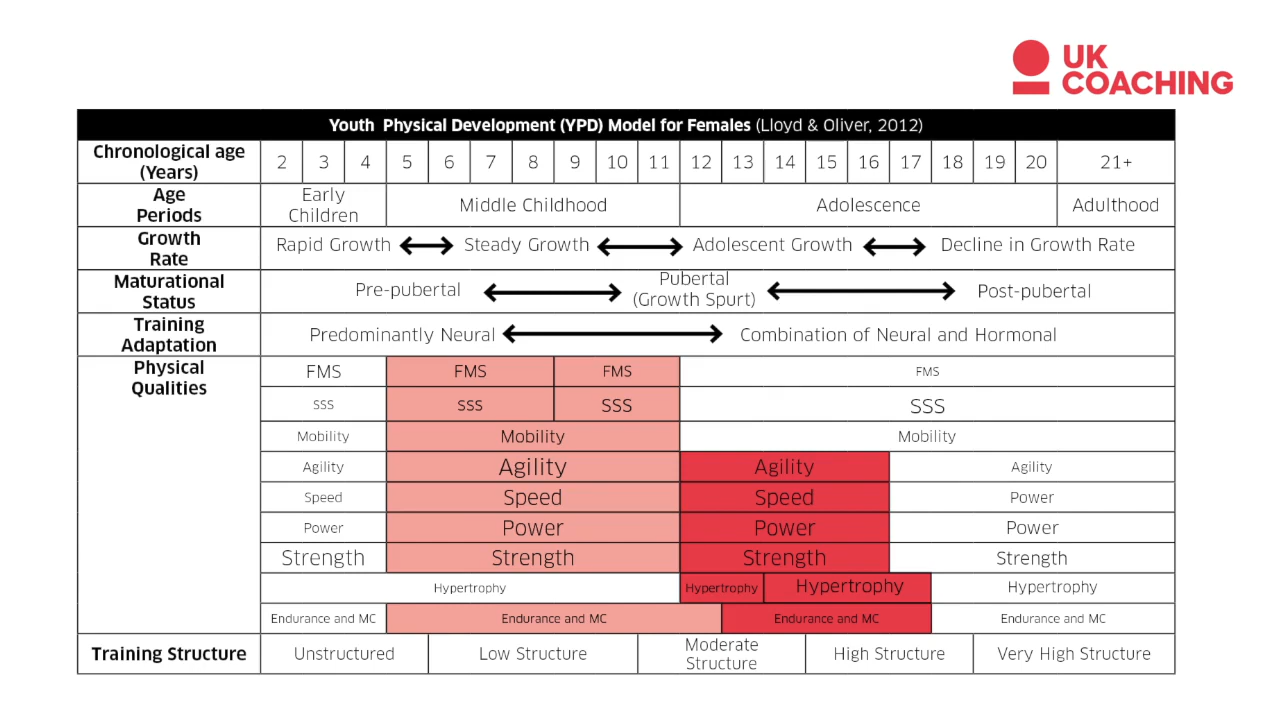 UK
COACHING
Youth Physical Development (YPD) Model for Females (Lloyd & Oliver, 2012)
Chronological age
(Years)
2 3 4 5 6 7 8 9 10 11 12 13 14 15 16 17 18 19 20 21+
Age
Periods
Early
Children
Middle Childhood
Adolescence
Adulthood
Growth
Rate
Rapid Growth Steady Growth Adolescent Growth Decline in Growth Rate
Maturational
Status
Pre-pubertal
Pubertal
(Growth Spurt)
Post-pubertal
Training
Adaptation
Predominantly Neural Combination of Neural and Hormonal
Physical
Qualities
FMS FMS FMS FMS
SSS SSS SSS SSS
Mobility Mobility Mobility
Agility Agility Agility Agility
Speed Speed Speed Power
Power Power Power Power
Strength Strength Strength Strength
Hypertrophy Hypertrophy Hypertrophy Hypertrophy
Endurance and MC Endurance and MC Endurance and MC Endurance and MC
Training Structure
Unstructured
Low Structure
Moderate
Structure
High Structure
Very High Structure